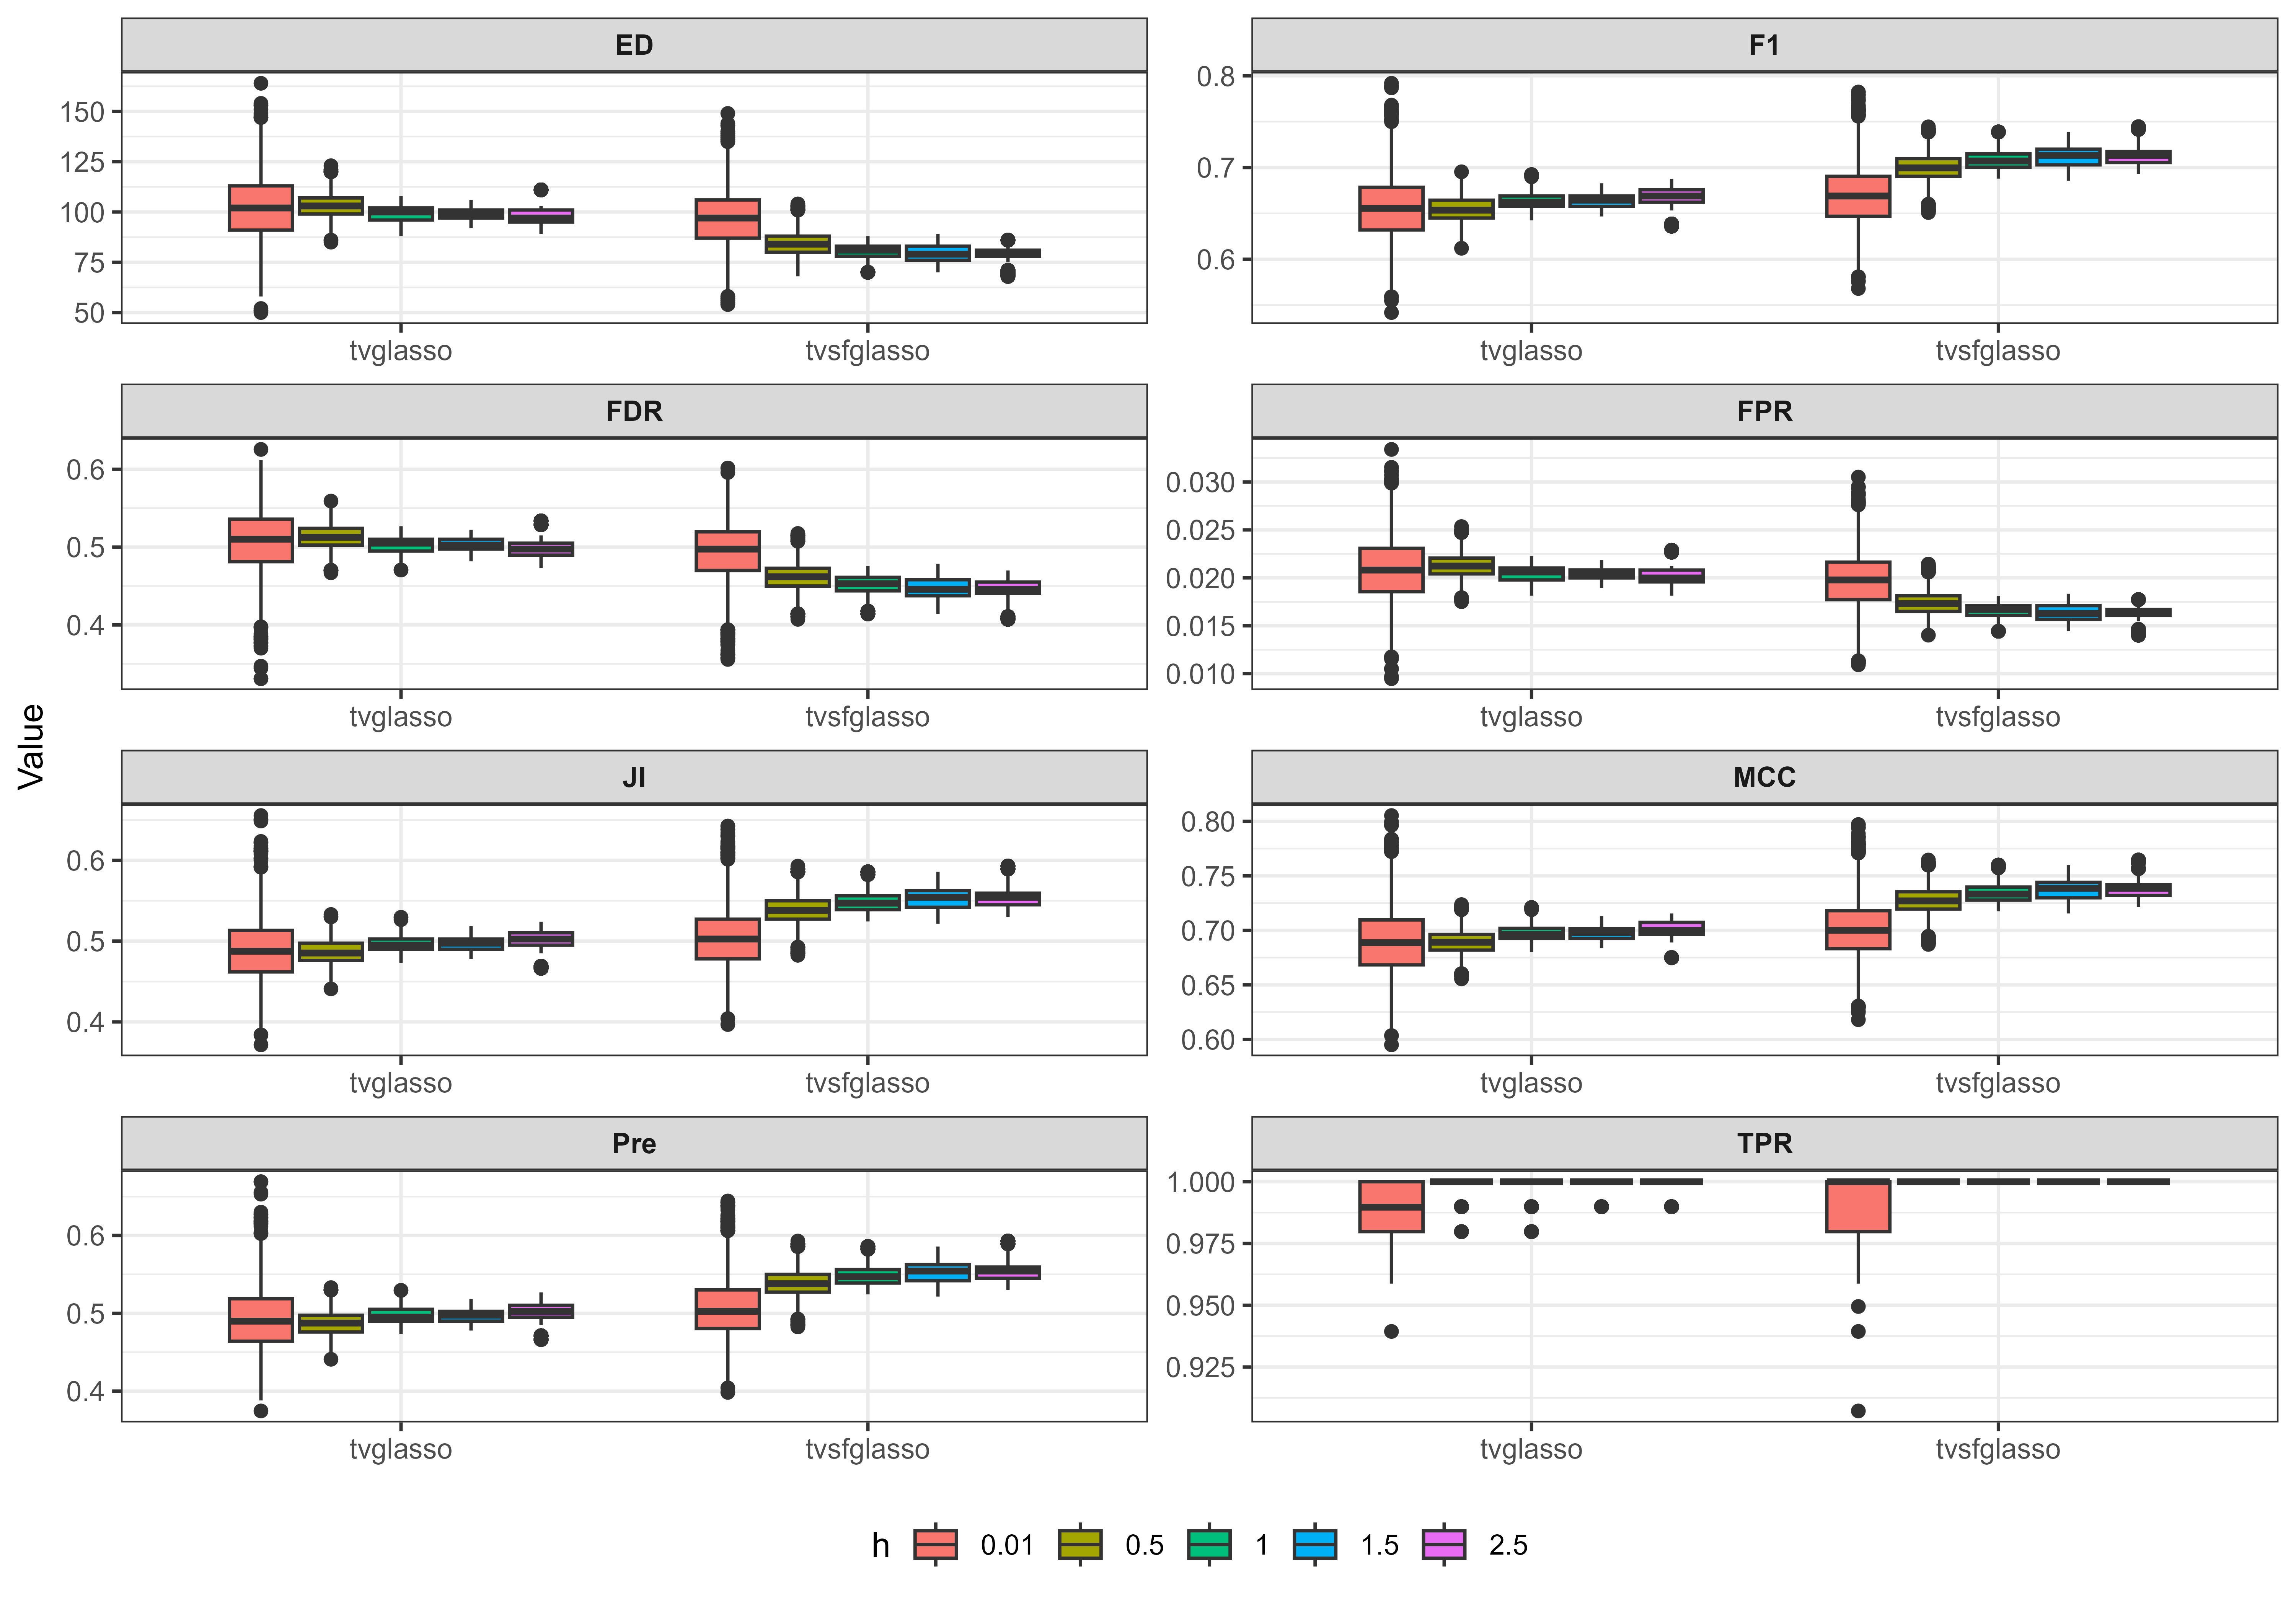 ED
150
125
100
75
50
tvglasso tvsfglasso
F1
0.8
0.7
0.6
tvglasso tvsfglasso
FDR
0.6
0.5
0.4
tvglasso tvsfglasso
FPR
0.030
0.025
0.020
0.015
0.010
tvglasso tvsfglasso
Value
JI
0.6
0.5
0.4
tvglasso tvsfglasso
MCC
0.80
0.75
0.70
0.65
0.60
tvglasso tvsfglasso
Pre
0.6
0.5
0.4
tvglasso tvsfglasso
TPR
1.000
0.975
0.950
0.925
tvglasso tvsfglasso
h 0.01 0.5 1 1.5 2.5